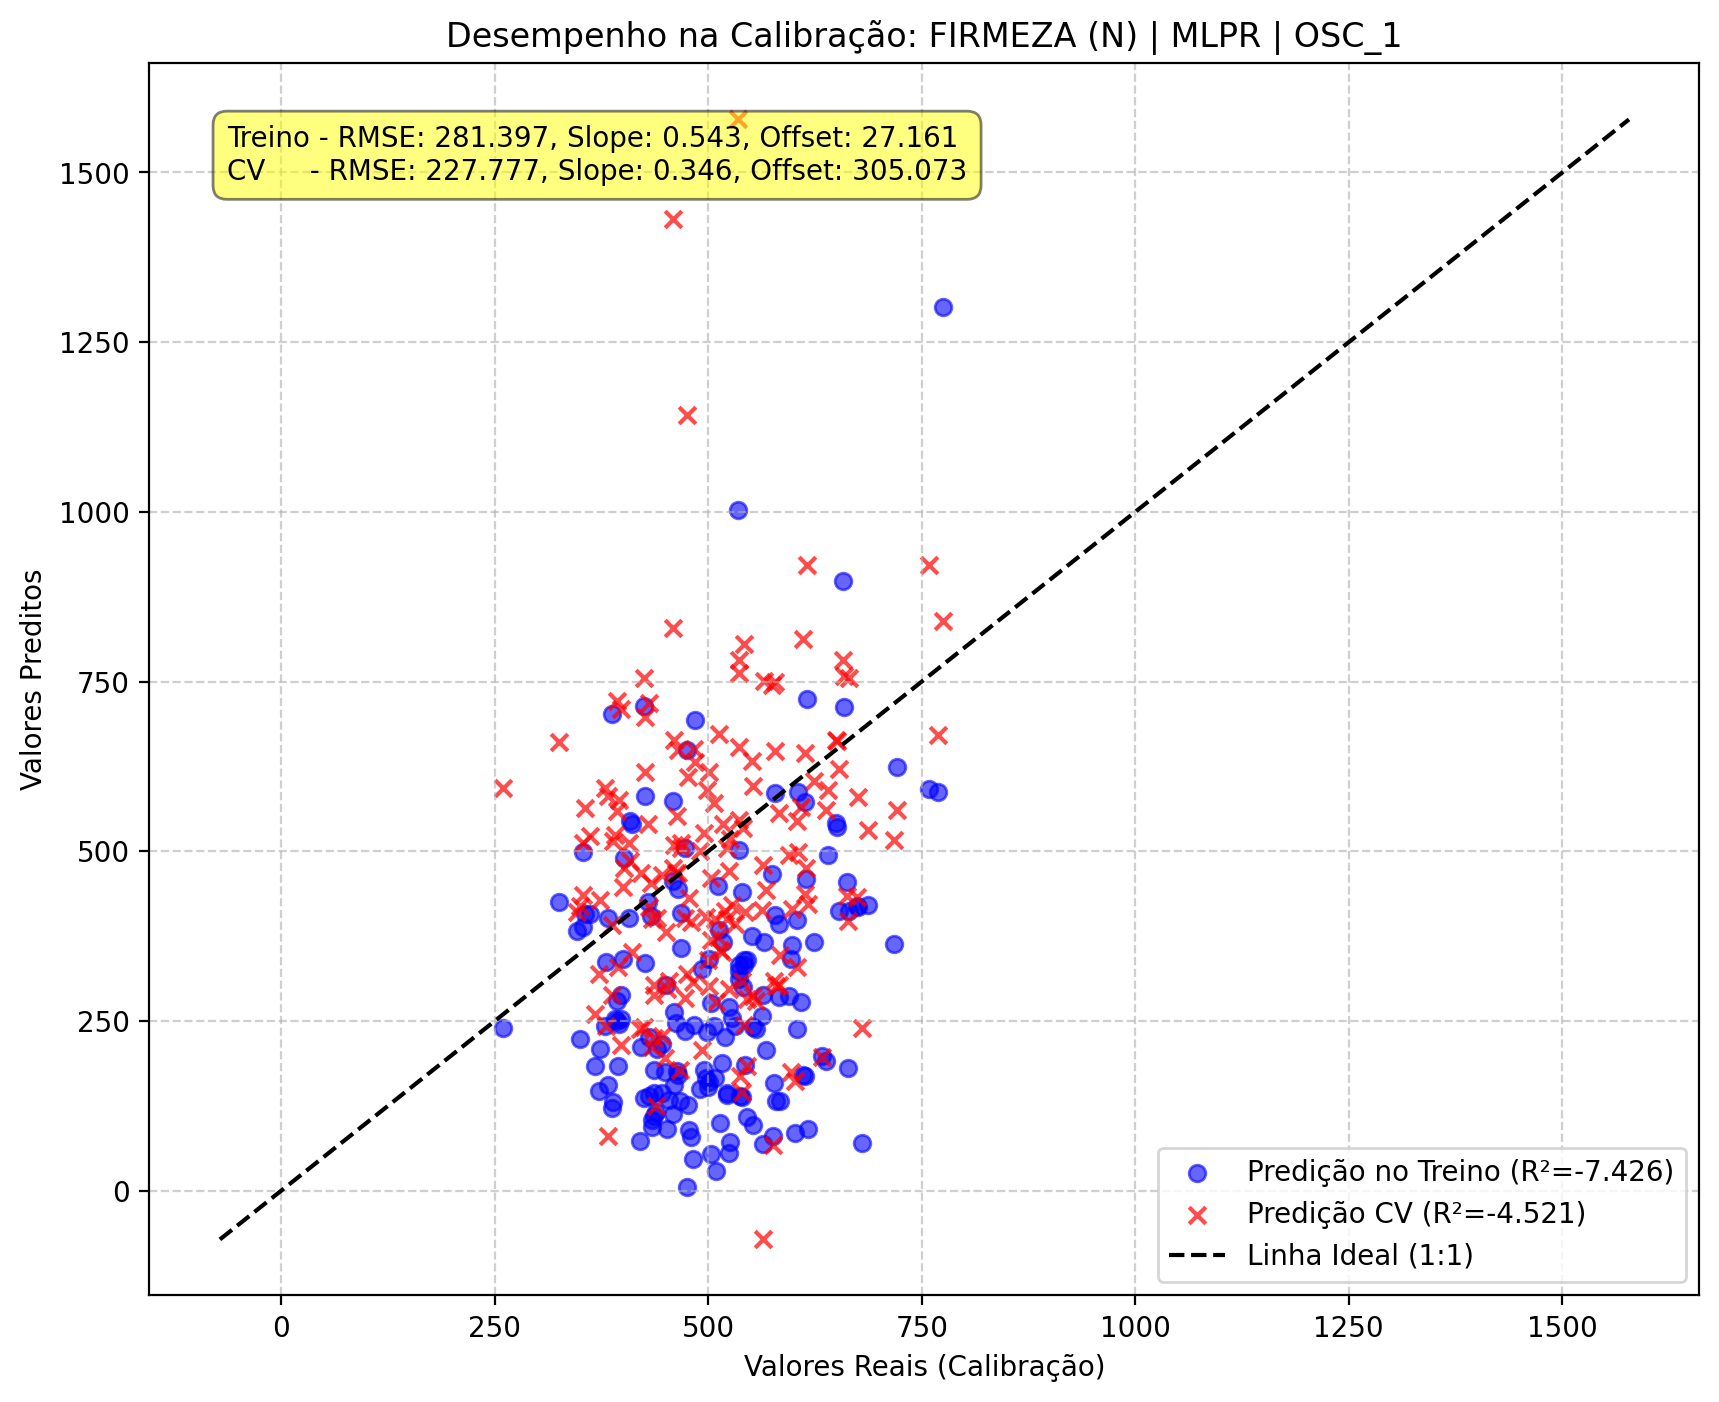 Desempenho na Calibração: FIRMEZA (N) | MLPR | OSC_1
Treino - RMSE: 281.397, Slope: 0.543, Offset: 27.161
CV - RMSE: 227.777, Slope: 0.346, Offset: 305.073
1500
1250
1000
750
500
250
0
Valores Preditos
Predição no Treino (R²=-7.426)
Predição CV (R²=-4.521)
Linha Ideal (1:1)
0 250 500 750 1000 1250 1500
Valores Reais (Calibração)